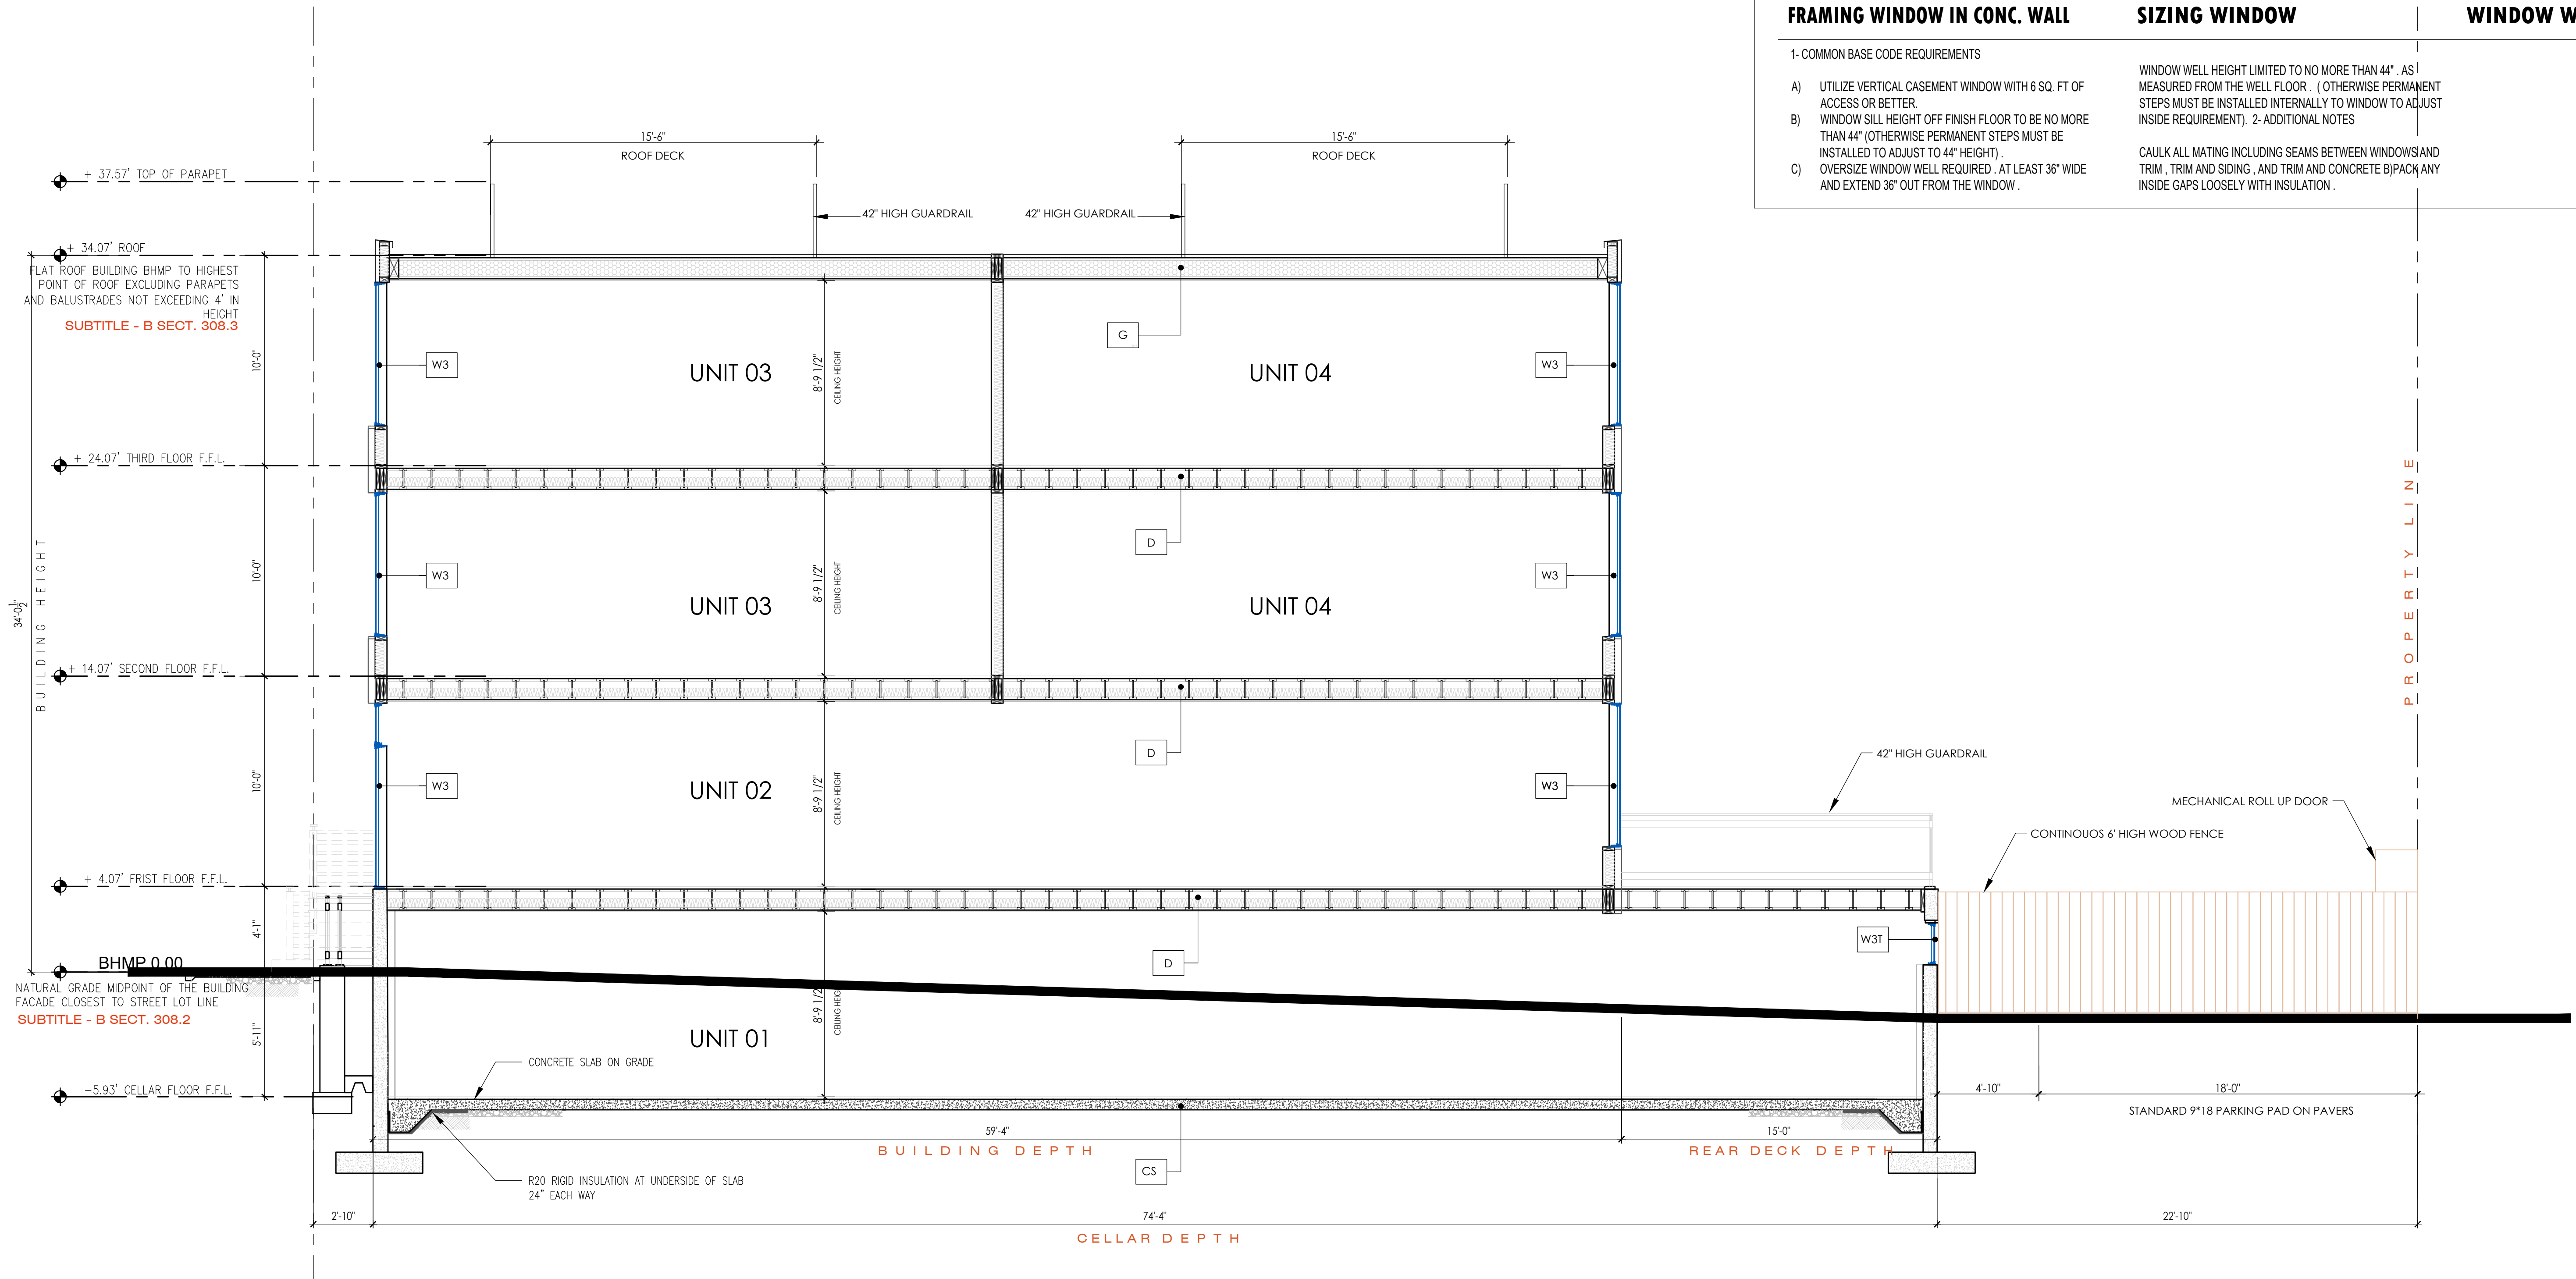 FRAMING WINDOW IN CONC. WALL
1- COMMON BASE CODE REQUIREMENTS
A) UTILIZE VERTICAL CASEMENT WINDOW WITH 6 SQ. FT OF
ACCESS OR BETTER.
B) WINDOW SILL HEIGHT OFF FINISH FLOOR TO BE NO MORE
THAN 44" (OTHERWISE PERMANENT STEPS MUST BE
INSTALLED TO ADJUST TO 44" HEIGHT) .
C) OVERSIZE WINDOW WELL REQUIRED . AT LEAST 36" WIDE
AND EXTEND 36" OUT FROM THE WINDOW .
SIZING WINDOW
WINDOW WELL HEIGHT LIMITED TO NO MORE THAN 44" . AS
MEASURED FROM THE WELL FLOOR . ( OTHERWISE PERMANENT
STEPS MUST BE INSTALLED INTERNALLY TO WINDOW TO ADJUST
INSIDE REQUIREMENT). 2- ADDITIONAL NOTES
CAULK ALL MATING INCLUDING SEAMS BETWEEN WINDOWS AND
TRIM , TRIM AND SIDING , AND TRIM AND CONCRETE B)PACK ANY
INSIDE GAPS LOOSELY WITH INSULATION .
WINDOW W
15'-6"
ROOF DECK
15'-6"
ROOF DECK
+ 37.57' TOP OF PARAPET
42" HIGH GUARDRAIL
42" HIGH GUARDRAIL
+ 34.07' ROOF
FLAT ROOF BUILDING BHMP TO HIGHEST
POINT OF ROOF EXCLUDING PARAPETS
AND BALUSTRADES NOT EXCEEDING 4' IN
HEIGHT
SUBTITLE - B SECT. 308.3
10'-0"
W3
UNIT 03
8'-9 1/2"
CEILING HEIGHT
G
UNIT 04
W3
+ 24.07' THIRD FLOOR F.F.L.
D
BUILDING HEIGHT
34'-0½"
10'-0"
W3
UNIT 03
8'-9 1/2"
CEILING HEIGHT
UNIT 04
W3
PROPERTY LINE
+ 14.07' SECOND FLOOR F.F.L.
D
10'-0"
W3
UNIT 02
8'-9 1/2"
CEILING HEIGHT
W3
42" HIGH GUARDRAIL
MECHANICAL ROLL UP DOOR
CONTINOUOS 6' HIGH WOOD FENCE
+ 4.07' FRIST FLOOR F.F.L.
4'-1"
D
W3T
BHMP 0.00
NATURAL GRADE MIDPOINT OF THE BUILDING
FACADE CLOSEST TO STREET LOT LINE
SUBTITLE - B SECT. 308.2
5'-11"
UNIT 01
8'-9 1/2"
CEILING HEIGHT
CONCRETE SLAB ON GRADE
-5.93' CELLAR FLOOR F.F.L.
4'-10"
18'-0"
STANDARD 9*18 PARKING PAD ON PAVERS
59'-4"
BUILDING DEPTH
15'-0"
REAR DECK DEPTH
CS
R20 RIGID INSULATION AT UNDERSIDE OF SLAB
24" EACH WAY
2'-10"
74'-4"
22'-10"
CELLAR DEPTH